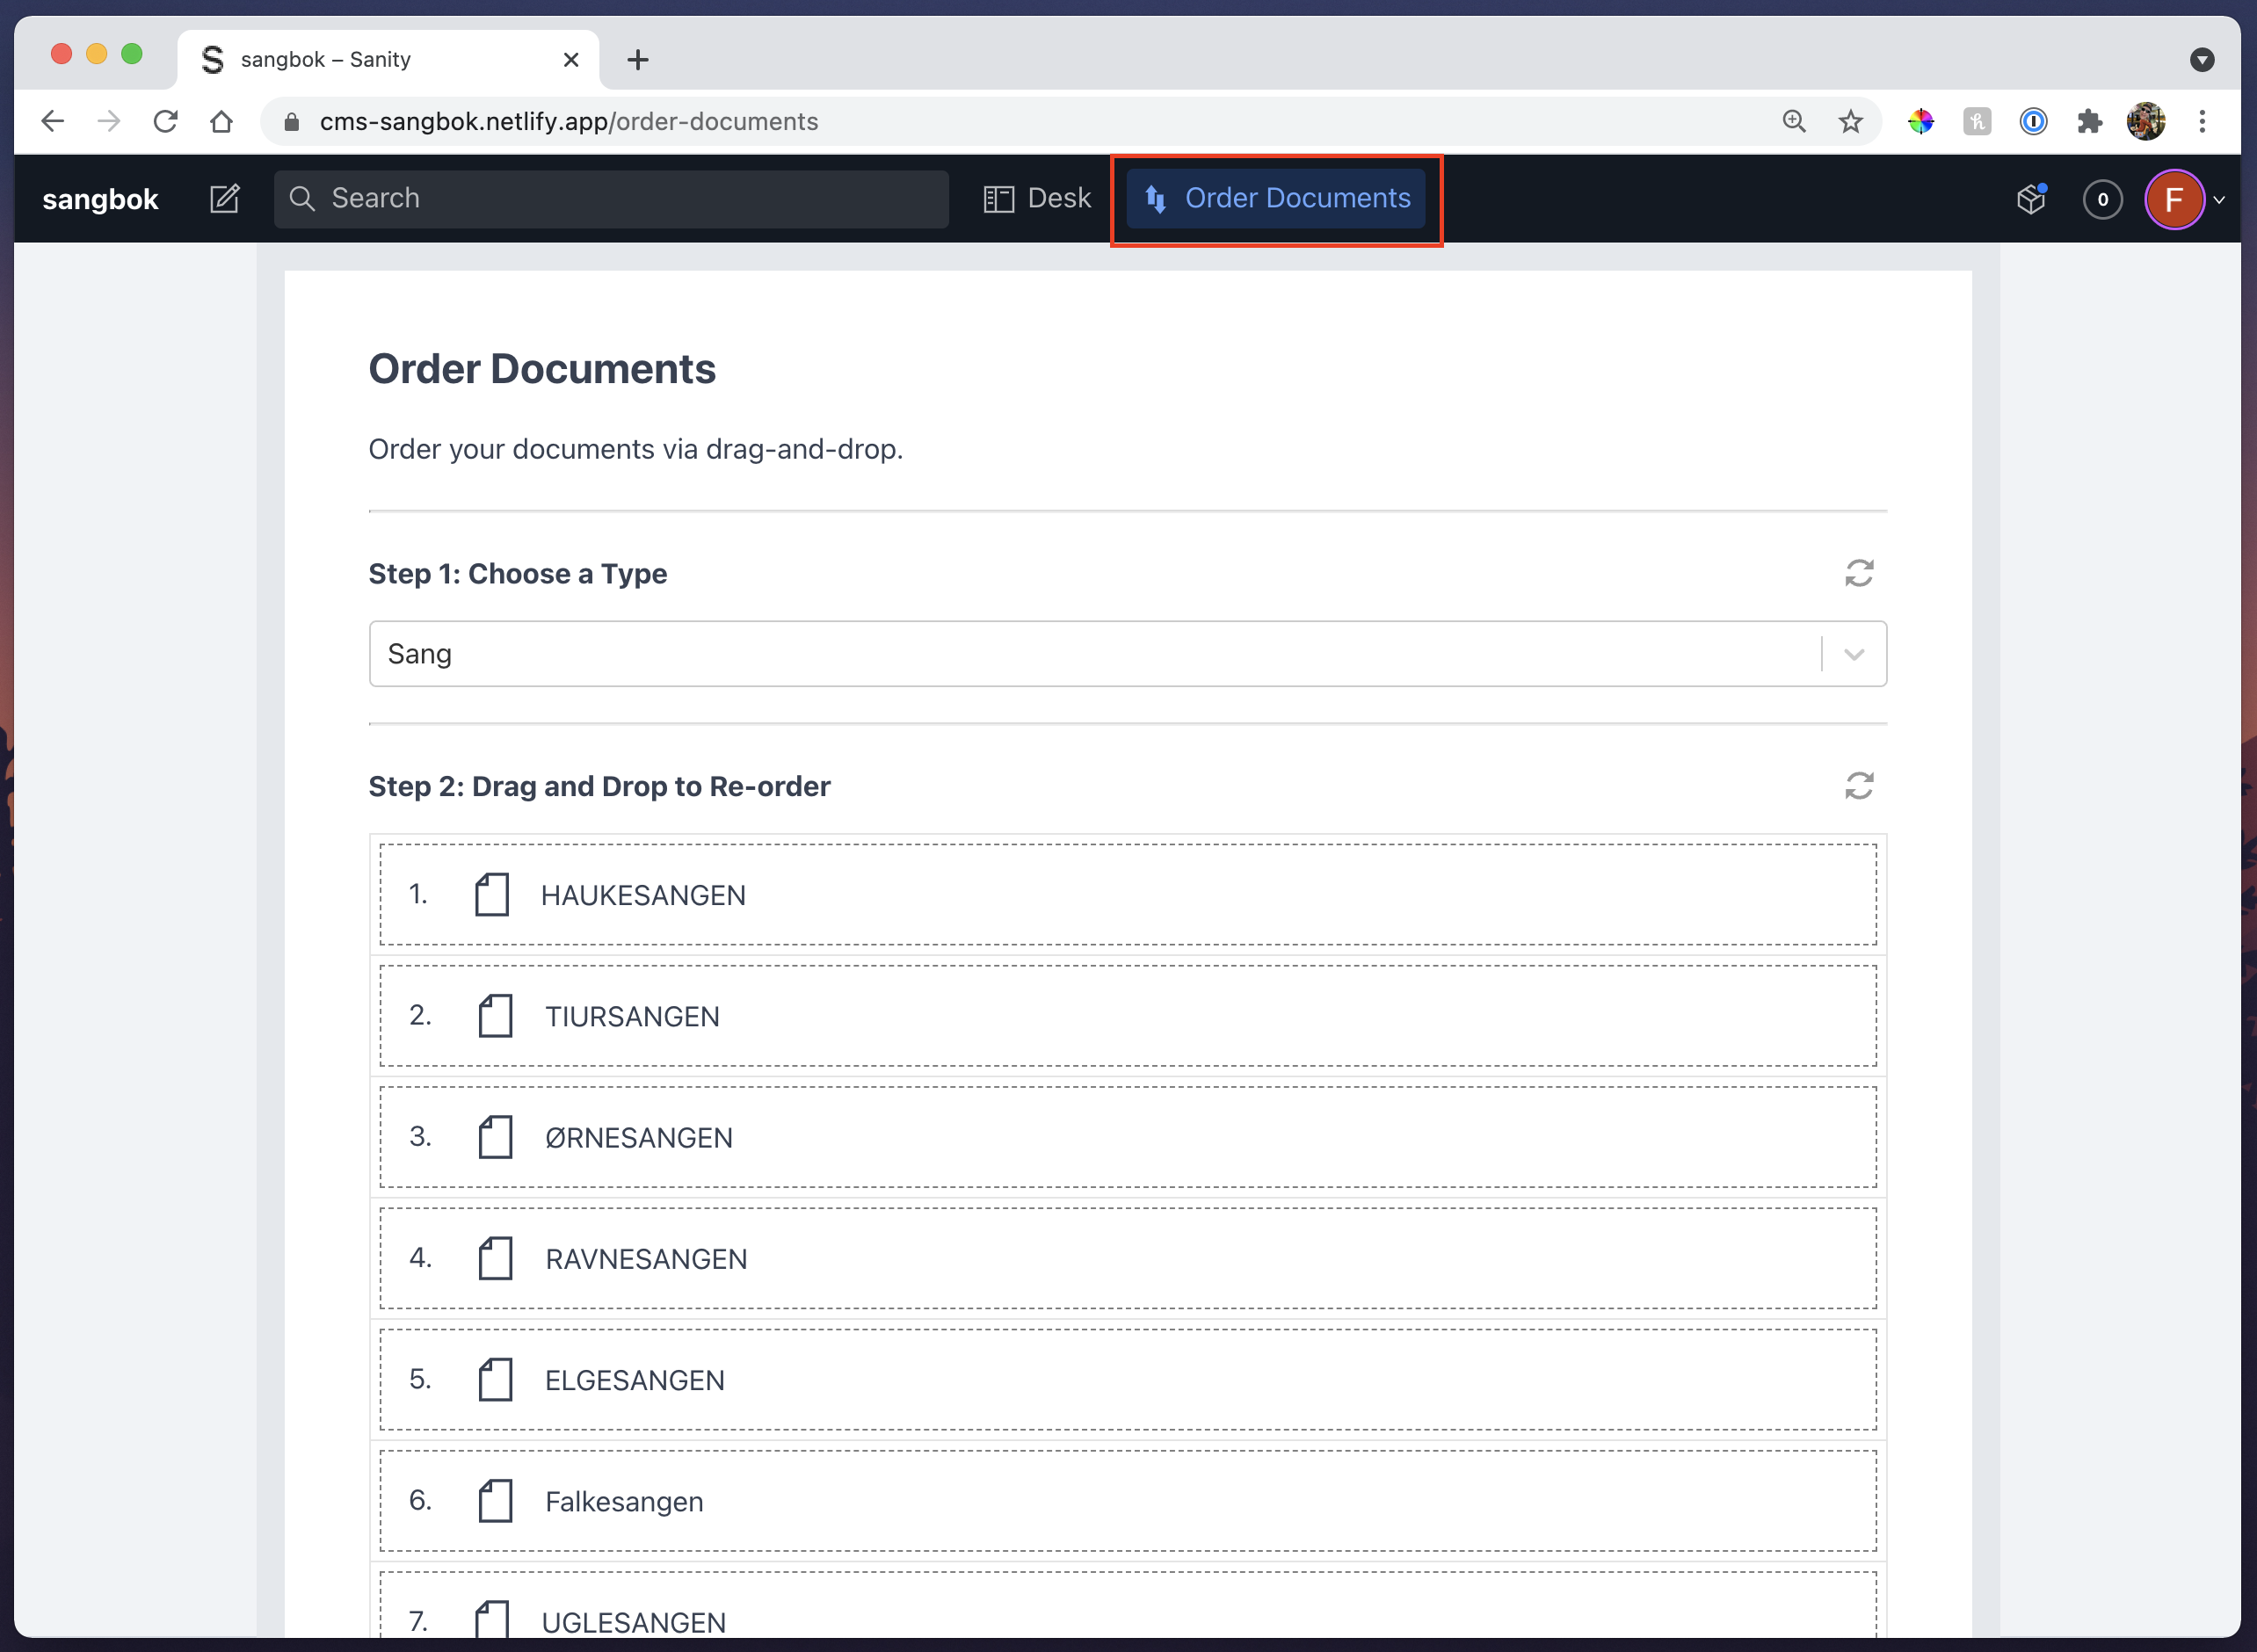 sangbok – Sanity
cms-sangbok.netlify.app/order-documents
sangbok Search Desk Order Documents 0 F
Order Documents
Order your documents via drag-and-drop.
Step 1: Choose a Type
Sang
Step 2: Drag and Drop to Re-order
1. HAUKESANGEN
2. TIURSANGEN
3. ØRNESANGEN
4. RAVNESANGEN
5. ELGESANGEN
6. Falkesangen
7. UGLESANGEN